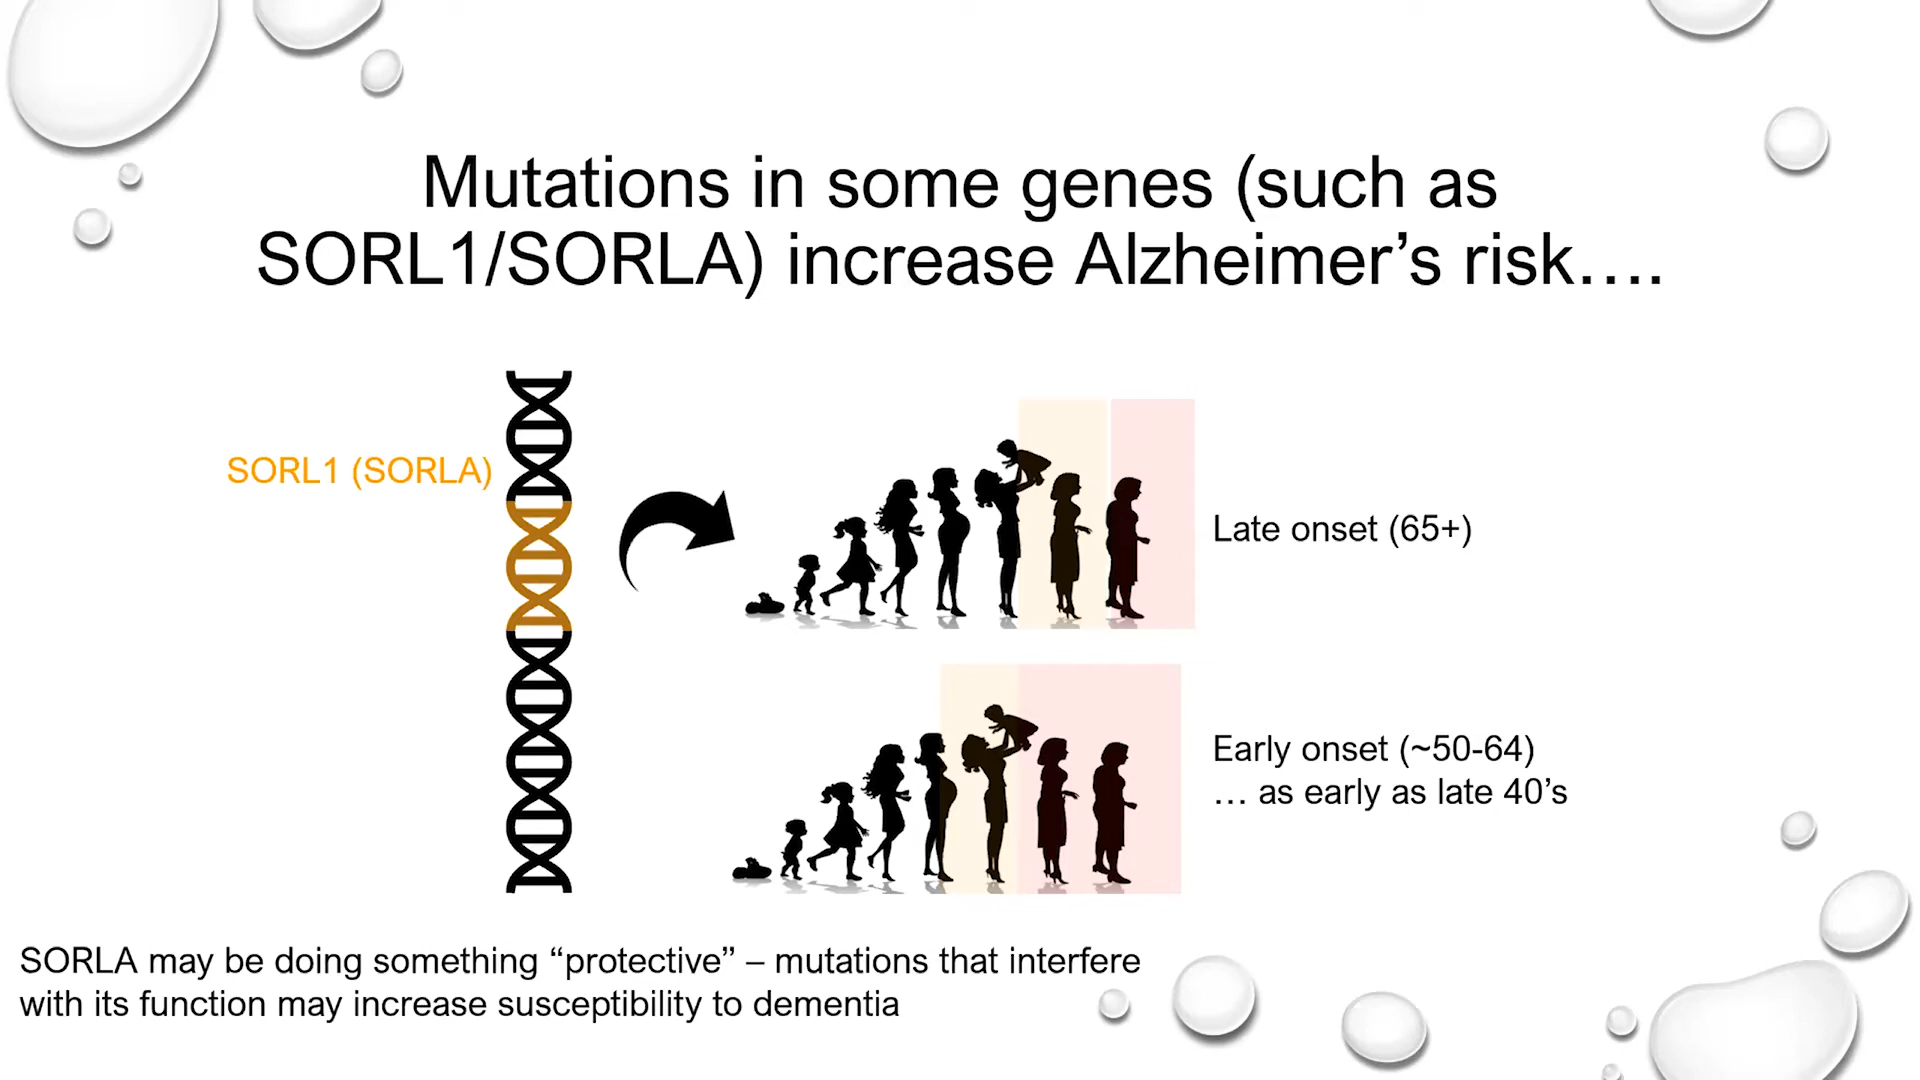 Mutations in some genes (such as
SORL1/SORLA) increase Alzheimer’s risk….
SORL1 (SORLA)
Late onset (65+)
Early onset (~50-64)
… as early as late 40’s
SORLA may be doing something “protective” – mutations that interfere
with its function may increase susceptibility to dementia